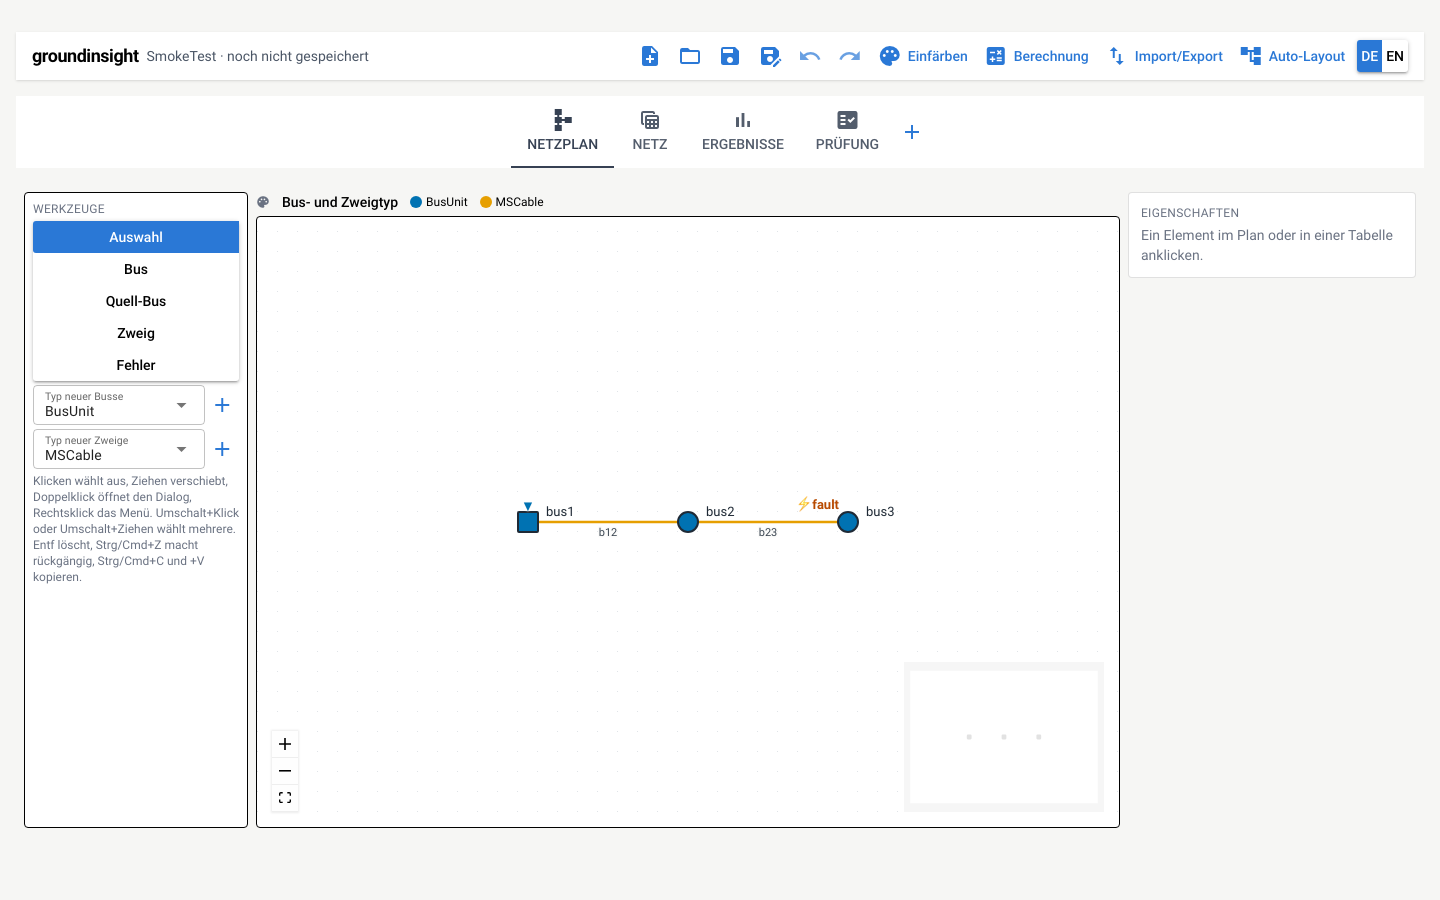 groundinsight SmokeTest · noch nicht gespeichert Einfärben Berechnung Import/Export Auto-Layout DE EN
NETZPLAN NETZ ERGEBNISSE PRÜFUNG
WERKZEUGE
Auswahl
Bus
Quell-Bus
Zweig
Fehler
Typ neuer Busse
BusUnit
Typ neuer Zweige
MSCable
Klicken wählt aus, Ziehen verschiebt,
Doppelklick öffnet den Dialog,
Rechtsklick das Menü. Umschalt+Klick
oder Umschalt+Ziehen wählt mehrere.
Entf löscht, Strg/Cmd+Z macht
rückgängig, Strg/Cmd+C und +V
kopieren.
Bus- und Zweigtyp BusUnit MSCable
bus1 bus2 ⚡fault bus3
b12 b23
EIGENSCHAFTEN
Ein Element im Plan oder in einer Tabelle
anklicken.